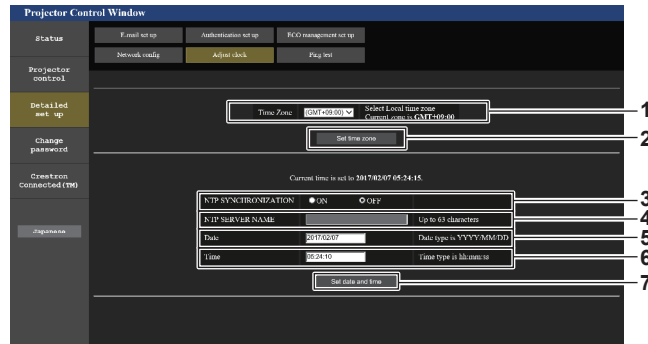 Projector Control Window
Status
E-mail set up
Authentication set up
ECO management set up
Network config
Adjust clock
Ping test
Projector
control
Detailed
set up
Change
password
Crestron
Connected(TM)
Japanese
Time Zone
(GMT+09:00)
Select Local time zone
Current zone is GMT+09:00
1
Set time zone
2
Current time is set to 2017/02/07 05:24:15.
NTP SYNCHRONIZATION
ON
OFF
3
NTP SERVER NAME
Up to 63 characters
4
Date
2017/02/07
Date type is YYYY/MM/DD
5
Time
05:24:10
Time type is hh:mm:ss
6
Set date and time
7